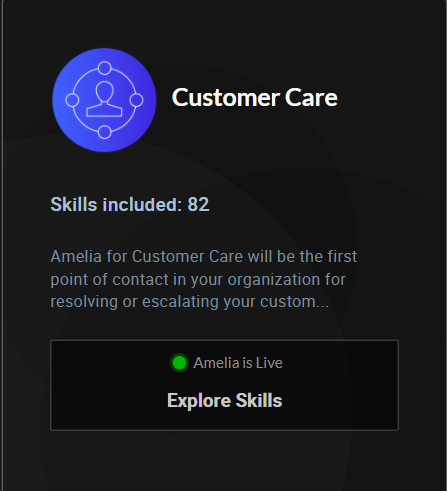 Customer Care
Skills included: 82
Amelia for Customer Care will be the first
point of contact in your organization for
resolving or escalating your custom...
Amelia is Live
Explore Skills